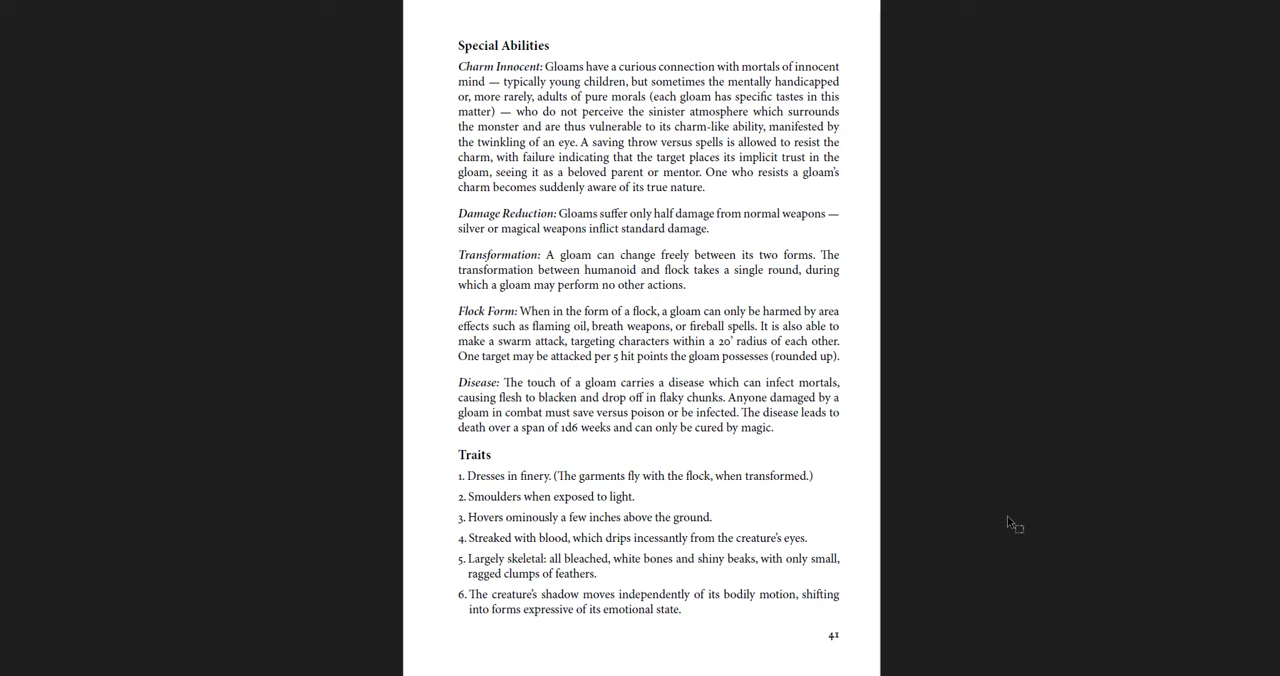 Special Abilities
Charm Innocent: Gloams have a curious connection with mortals of innocent
mind — typically young children, but sometimes the mentally handicapped
or, more rarely, adults of pure morals (each gloam has specific tastes in this
matter) — who do not perceive the sinister atmosphere which surrounds
the monster and are thus vulnerable to its charm-like ability, manifested by
the twinkling of an eye. A saving throw versus spells is allowed to resist the
charm, with failure indicating that the target places its implicit trust in the
gloam, seeing it as a beloved parent or mentor. One who resists a gloam's
charm becomes suddenly aware of its true nature.
Damage Reduction: Gloams suffer only half damage from normal weapons —
silver or magical weapons inflict standard damage.
Transformation: A gloam can change freely between its two forms. The
transformation between humanoid and flock takes a single round, during
which a gloam may perform no other actions.
Flock Form: When in the form of a flock, a gloam can only be harmed by area
effects such as flaming oil, breath weapons, or fireball spells. It is also able to
make a swarm attack, targeting characters within a 20' radius of each other.
One target may be attacked per 5 hit points the gloam possesses (rounded up).
Disease: The touch of a gloam carries a disease which can infect mortals,
causing flesh to blacken and drop off in flaky chunks. Anyone damaged by a
gloam in combat must save versus poison or be infected. The disease leads to
death over a span of 1d6 weeks and can only be cured by magic.
Traits
1. Dresses in finery. (The garments fly with the flock, when transformed.)
2. Smoulders when exposed to light.
3. Hovers ominously a few inches above the ground.
4. Streaked with blood, which drips incessantly from the creature's eyes.
5. Largely skeletal: all bleached, white bones and shiny beaks, with only small,
ragged clumps of feathers.
6. The creature's shadow moves independently of its bodily motion, shifting
into forms expressive of its emotional state.
41